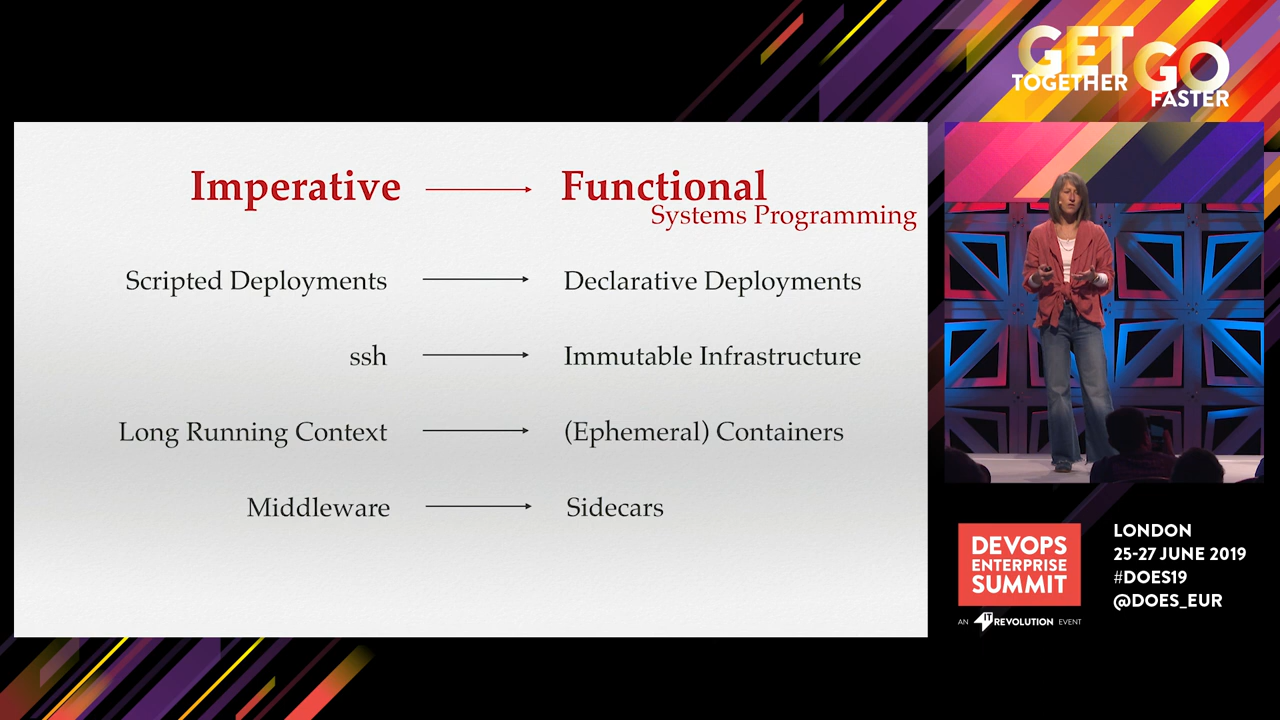 GET
TOGETHER
GO
FASTER
Imperative Functional
Systems Programming
Scripted Deployments Declarative Deployments
ssh Immutable Infrastructure
Long Running Context (Ephemeral) Containers
Middleware Sidecars
DEVOPS
ENTERPRISE
SUMMIT
AN IT REVOLUTION EVENT
LONDON
25-27 JUNE 2019
#DOES19
@DOES_EUR